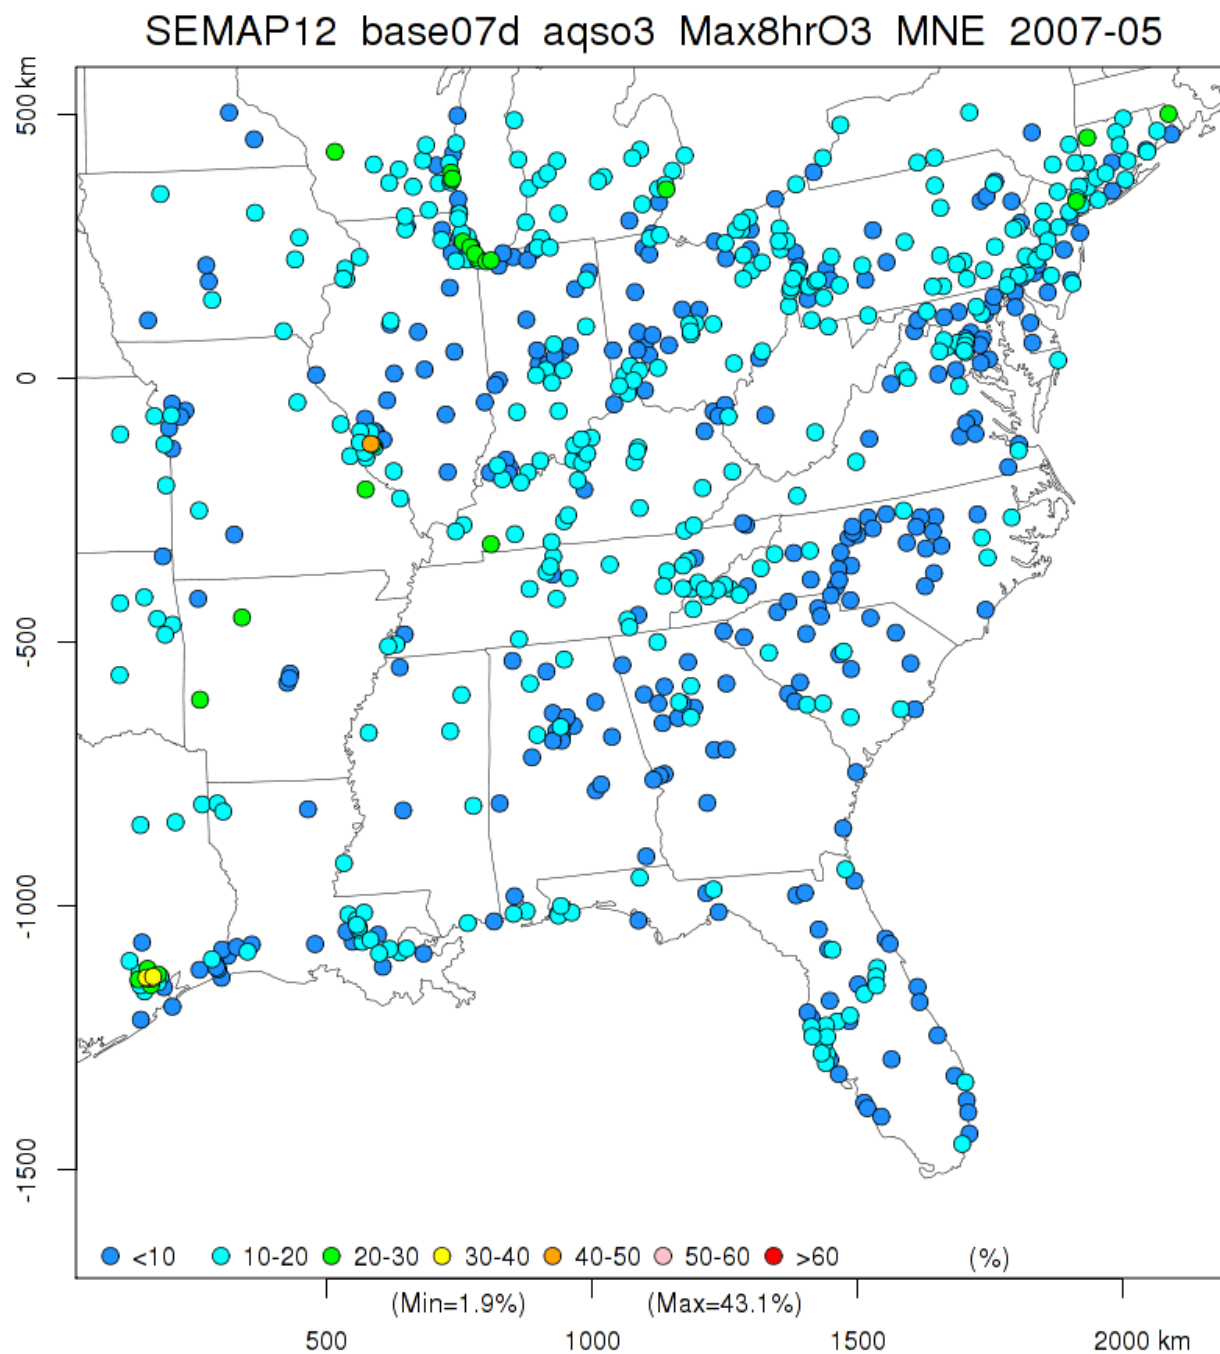 SEMAP12 base07d aqso3 Max8hrO3 MNE 2007-05
500 km
0
-500
-1000
-1500
<10 10-20 20-30 30-40 40-50 50-60 >60 (%)
(Min=1.9%) (Max=43.1%)
500 1000 1500 2000 km